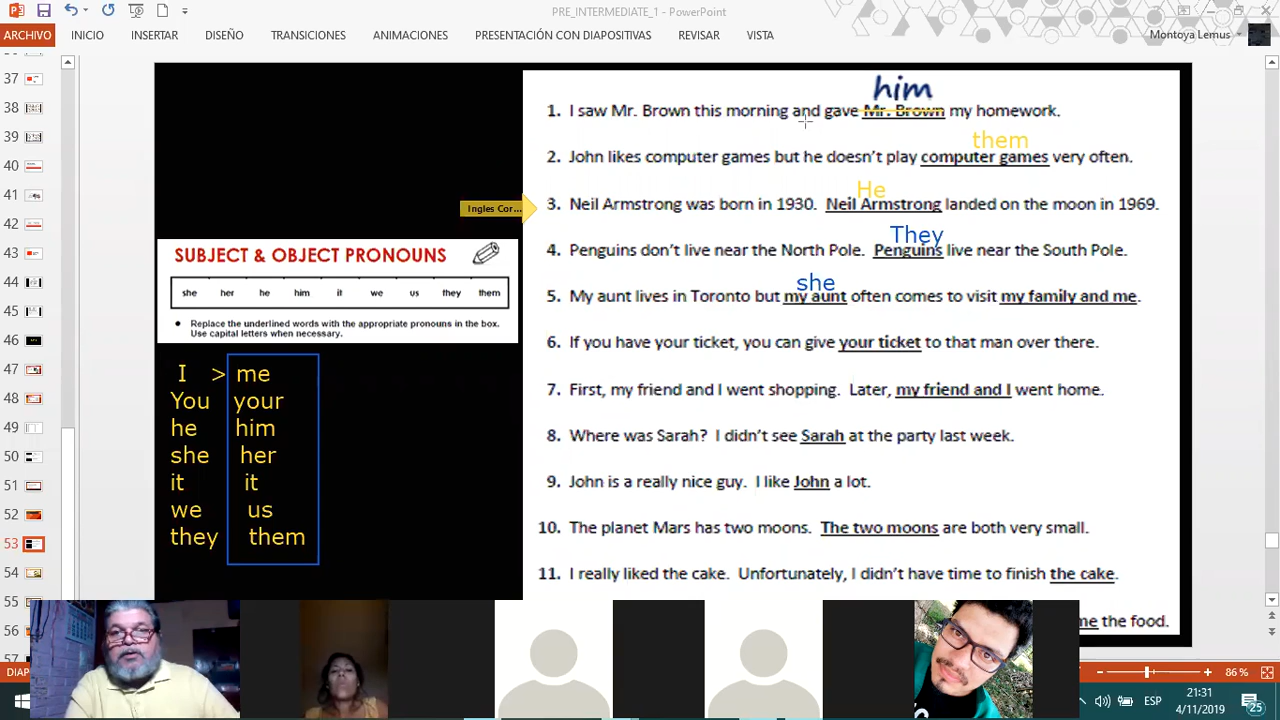 PRE_INTERMEDIATE_1 - PowerPoint
ARCHIVO INICIO INSERTAR DISEÑO TRANSICIONES ANIMACIONES PRESENTACIÓN CON DIAPOSITIVAS REVISAR VISTA Montoya Lemus
37
38
39
40
41
42
43
44
45
46
47
48
49
50
51
52
53
54
55
56
57
Ingles Cor...
SUBJECT & OBJECT PRONOUNS
she her he him it we us they them
• Replace the underlined words with the appropriate pronouns in the box.
Use capital letters when necessary.
I > me
You your
he him
she her
it it
we us
they them
him
1. I saw Mr. Brown this morning and gave Mr. Brown my homework.
them
2. John likes computer games but he doesn't play computer games very often.
He
3. Neil Armstrong was born in 1930. Neil Armstrong landed on the moon in 1969.
They
4. Penguins don't live near the North Pole. Penguins live near the South Pole.
she
5. My aunt lives in Toronto but my aunt often comes to visit my family and me.
6. If you have your ticket, you can give your ticket to that man over there.
7. First, my friend and I went shopping. Later, my friend and I went home.
8. Where was Sarah? I didn't see Sarah at the party last week.
9. John is a really nice guy. I like John a lot.
10. The planet Mars has two moons. The two moons are both very small.
11. I really liked the cake. Unfortunately, I didn't have time to finish the cake.
me the food.
DIAP
86 %
ESP
21:31
4/11/2019
25